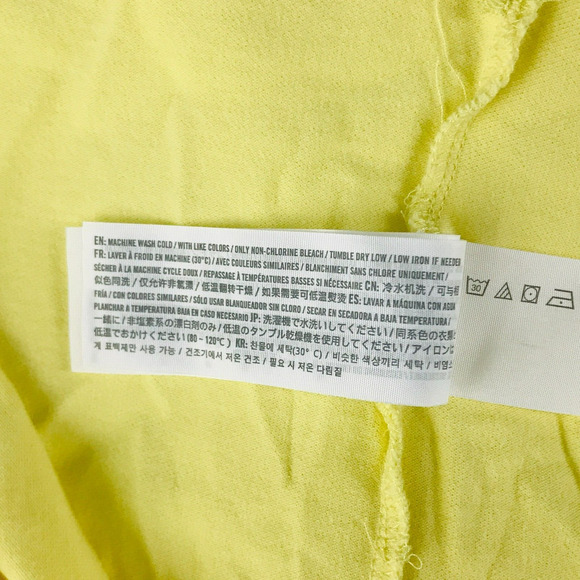 EN: MACHINE WASH COLD / WITH LIKE COLORS / ONLY NON-CHLORINE BLEACH / TUMBLE DRY LOW / LOW IRON IF NEEDED
FR: LAVER À FROID EN MACHINE (30°C) / AVEC COULEURS SIMILAIRES / BLANCHIMENT SANS CHLORE UNIQUEMENT /
SÉCHER À LA MACHINE CYCLE DOUX / REPASSAGE À TEMPÉRATURES BASSES SI NÉCESSAIRE CN: 冷水机洗 / 可与相
似色同洗 / 仅允许非氧漂 / 低温翻转干燥 / 如果需要可低温熨烫 ES: LAVAR A MÁQUINA CON AGUA
FRÍA / CON COLORES SIMILARES / SÓLO USAR BLANQUEADOR SIN CLORO / SECAR EN SECADORA A BAJA TEMPERATURA /
PLANCHAR A TEMPERATURA BAJA EN CASO NECESARIO JP: 洗濯機で水洗いしてください / 同系色の衣類
一緒に / 非塩素系の漂白剤のみ / 低温のタンブル乾燥機を使用してください / アイロンは
低温でおかけください (80～120℃) KR: 찬물에 세탁(30° C) / 비슷한 색상끼리 세탁 / 비염소
계 표백제만 사용 가능 / 건조기에서 저온 건조 / 필요 시 저온 다림질
30